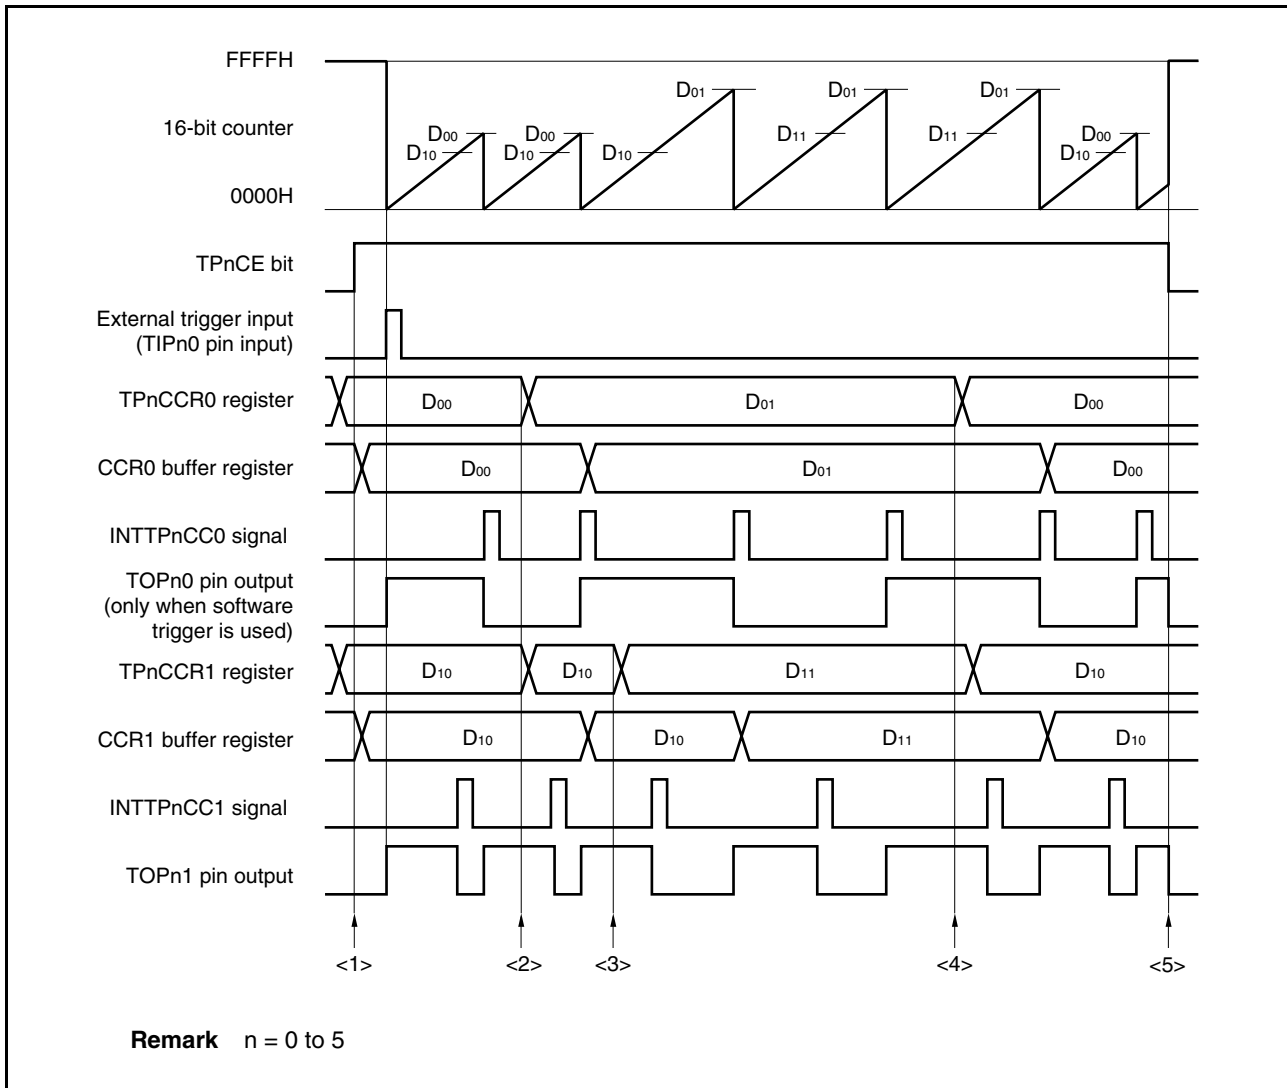 FFFFH
16-bit counter
0000H
D01 D01 D01
D00 D00 D11 D11 D00
D10 D10 D10 D10
TPnCE bit
External trigger input
(TIPn0 pin input)
TPnCCR0 register D00 D01 D00
CCR0 buffer register D00 D01 D00
INTTPnCC0 signal
TOPn0 pin output
(only when software
trigger is used)
TPnCCR1 register D10 D10 D11 D10
CCR1 buffer register D10 D10 D11 D10
INTTPnCC1 signal
TOPn1 pin output
<1> <2> <3> <4> <5>
Remark n = 0 to 5